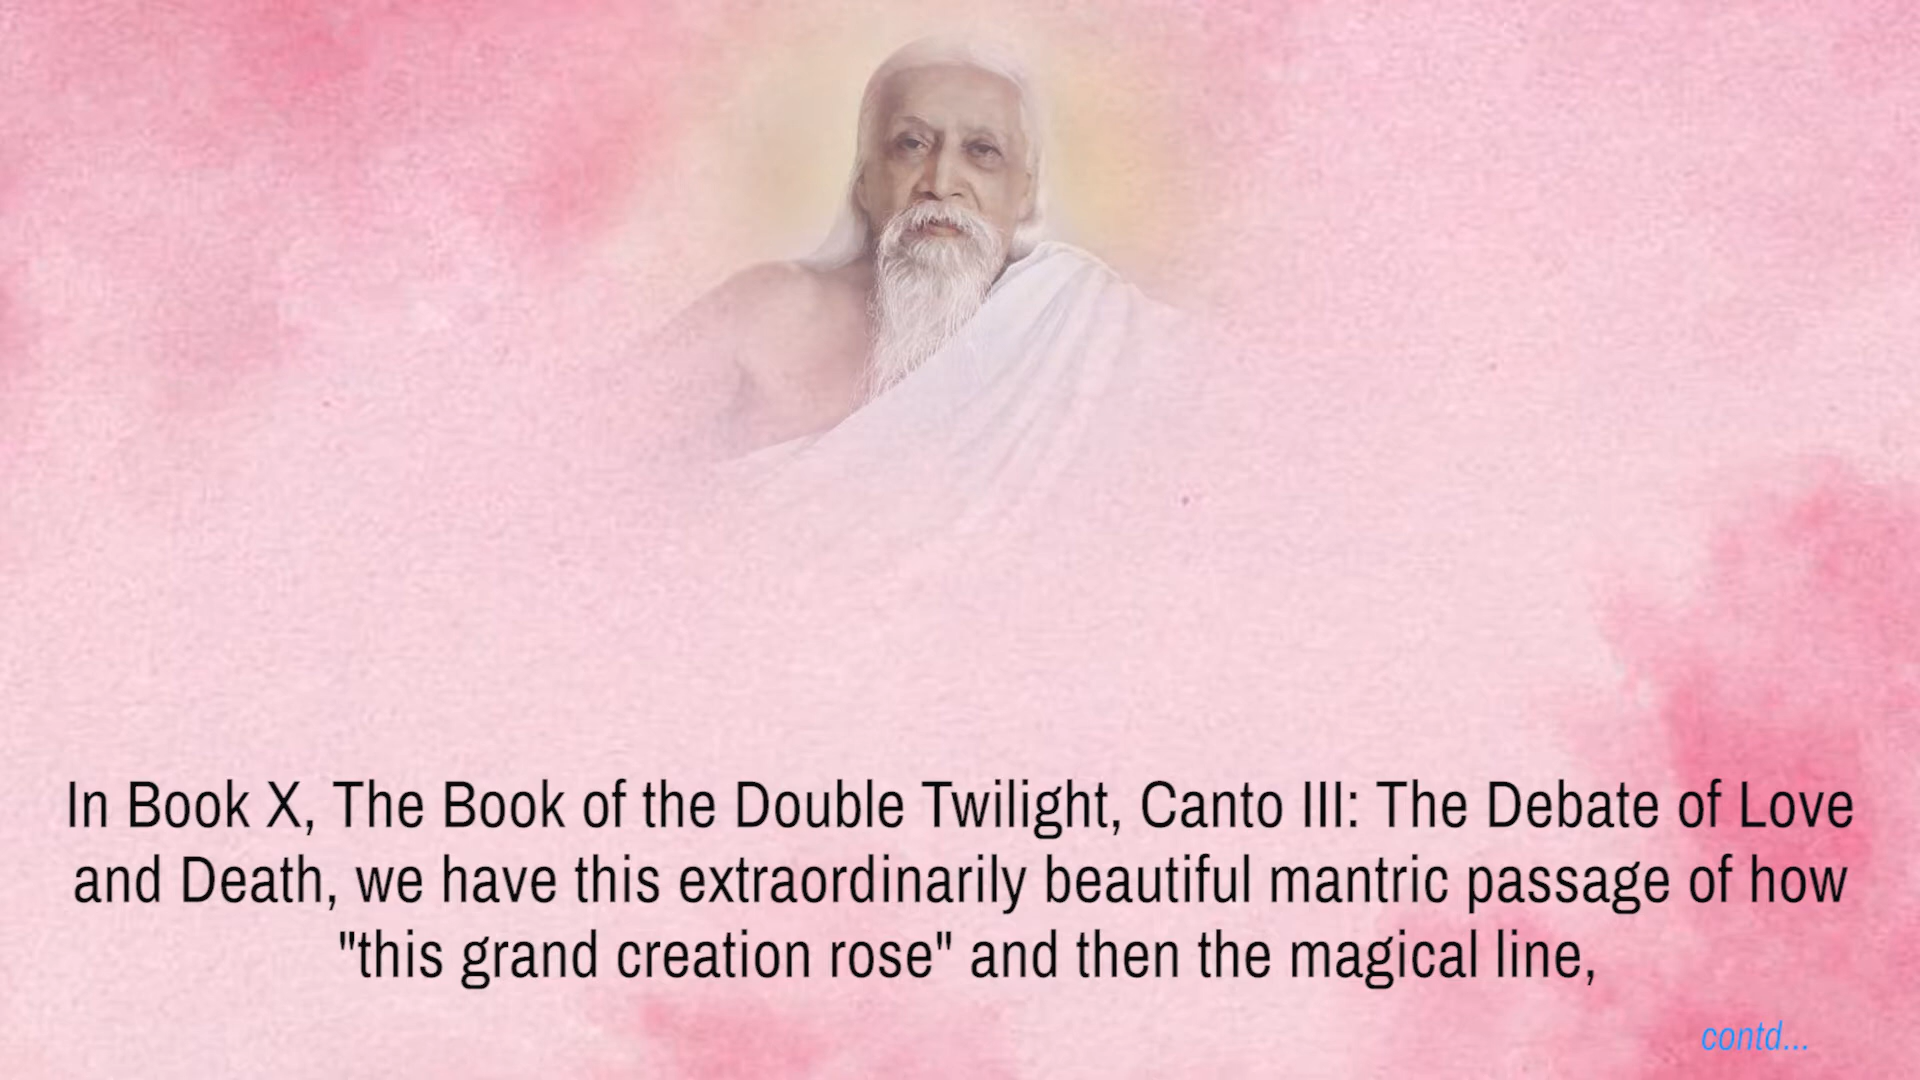 In Book X, The Book of the Double Twilight, Canto III: The Debate of Love
and Death, we have this extraordinarily beautiful mantric passage of how
"this grand creation rose" and then the magical line,
contd...